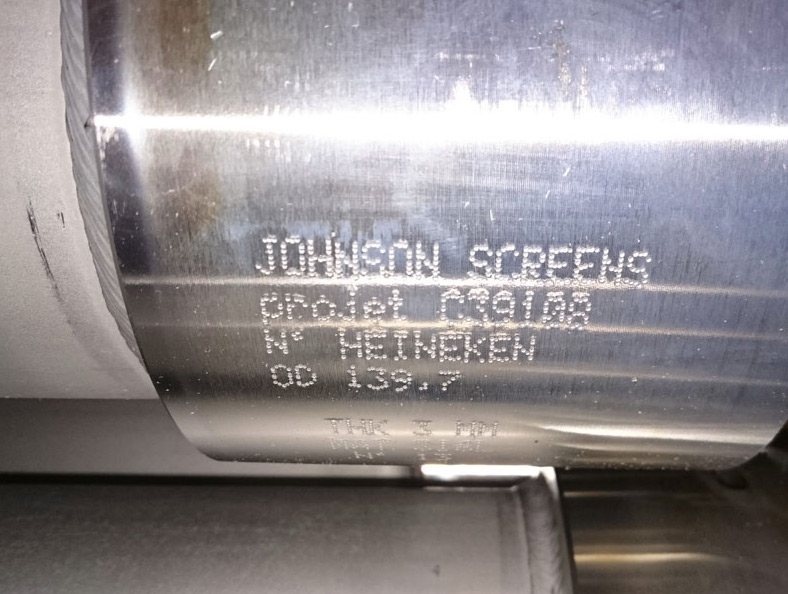 JOHNSON SCREENS
projet C39108
N° HEINEKEN
OD 139.7
THK 3 MM